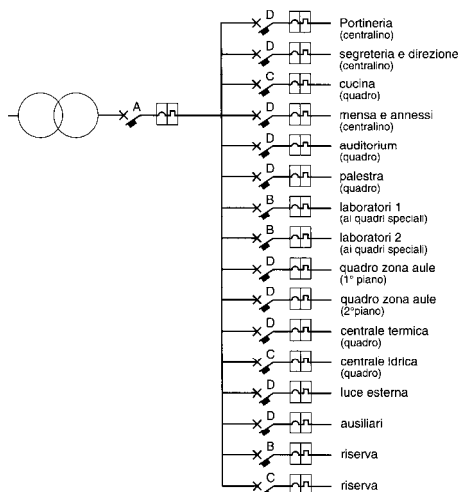 D Portineria
(centralino)
D segreteria e direzione
(centralino)
C cucina
(quadro)
A
D mensa e annessi
(centralino)
D auditorium
(quadro)
D palestra
(quadro)
B laboratori 1
(ai quadri speciali)
B laboratori 2
(ai quadri speciali)
D quadro zona aule
(1° piano)
D quadro zona aule
(2°piano)
D centrale termica
(quadro)
C centrale idrica
(quadro)
D luce esterna
D ausiliari
B riserva
C riserva